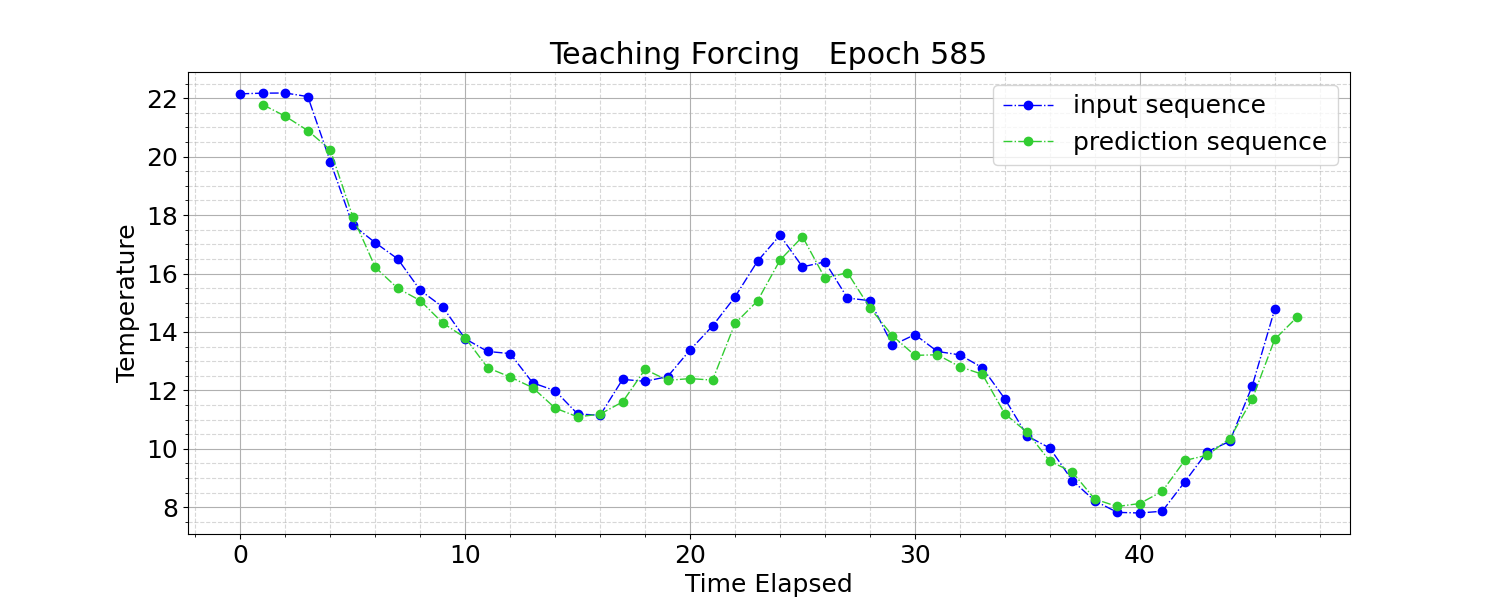 Teaching Forcing   Epoch 585
input sequence
prediction sequence
Temperature
22
20
18
16
14
12
10
8
0 10 20 30 40
Time Elapsed